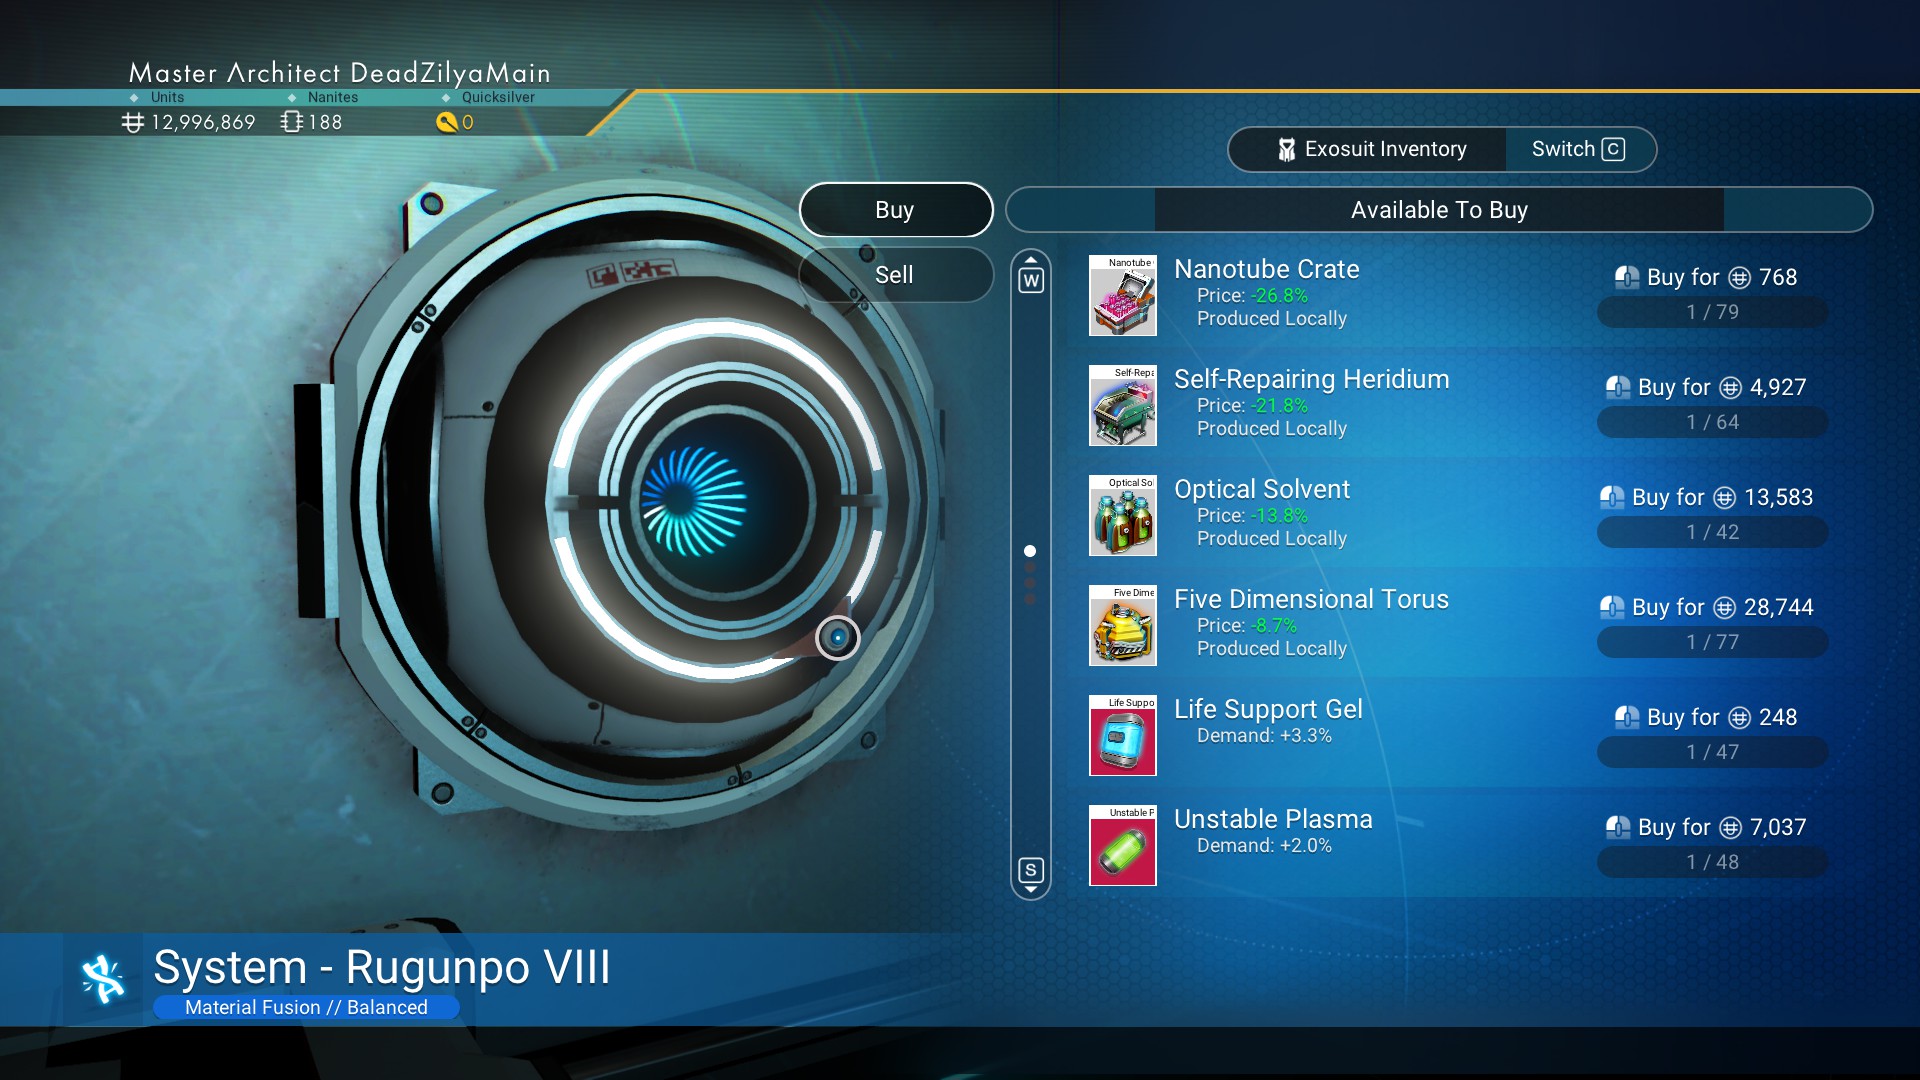 Master Architect DeadZilyaMain
Units Nanites Quicksilver
12,996,869 188 0
Exosuit Inventory Switch C
Buy
Sell
Available To Buy
W
S
Nanotube
Nanotube Crate
Price: -26.8%
Produced Locally
Buy for 768
1 / 79
Self-Repa
Self-Repairing Heridium
Price: -21.8%
Produced Locally
Buy for 4,927
1 / 64
Optical Sol
Optical Solvent
Price: -13.8%
Produced Locally
Buy for 13,583
1 / 42
Five Dime
Five Dimensional Torus
Price: -8.7%
Produced Locally
Buy for 28,744
1 / 77
Life Suppo
Life Support Gel
Demand: +3.3%
Buy for 248
1 / 47
Unstable P
Unstable Plasma
Demand: +2.0%
Buy for 7,037
1 / 48
System - Rugunpo VIII
Material Fusion // Balanced